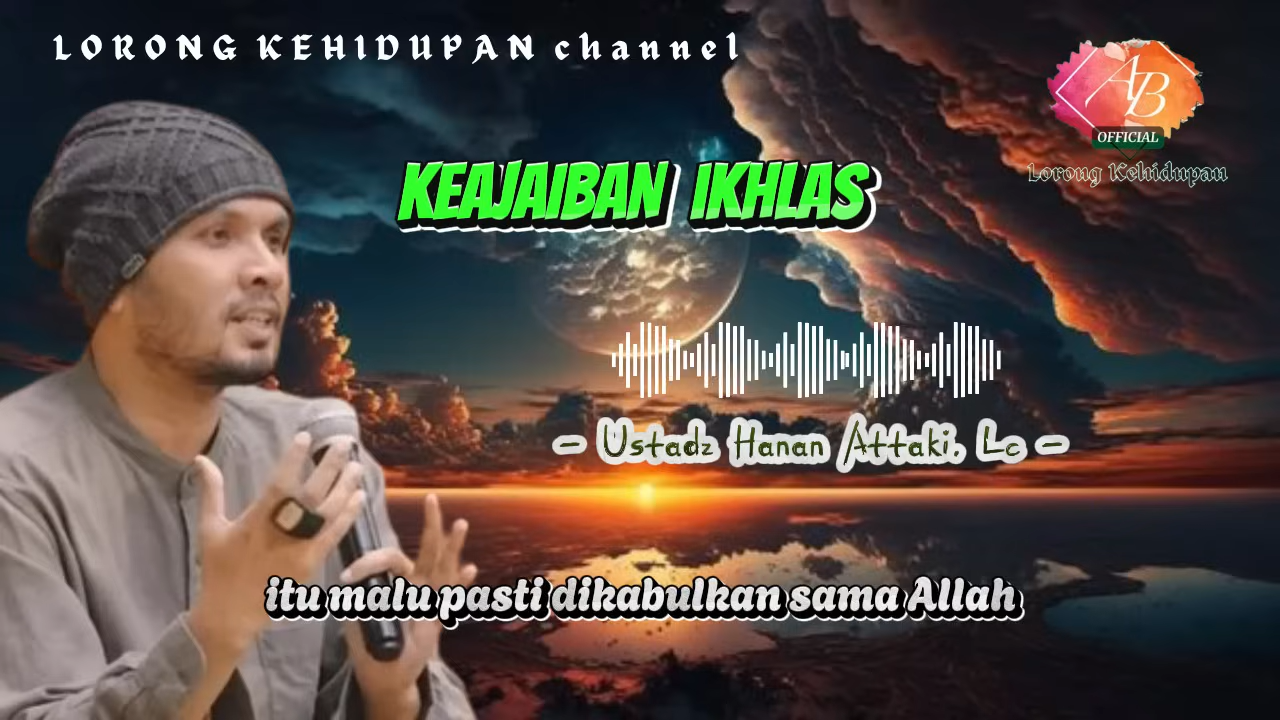 LORONG KEHIDUPAN channel
AB
OFFICIAL
Lorong Kehidupan
KEAJAIBAN IKHLAS
- Ustadz Hanan Attaki. Lc -
itu malu pasti dikabulkan sama Allah